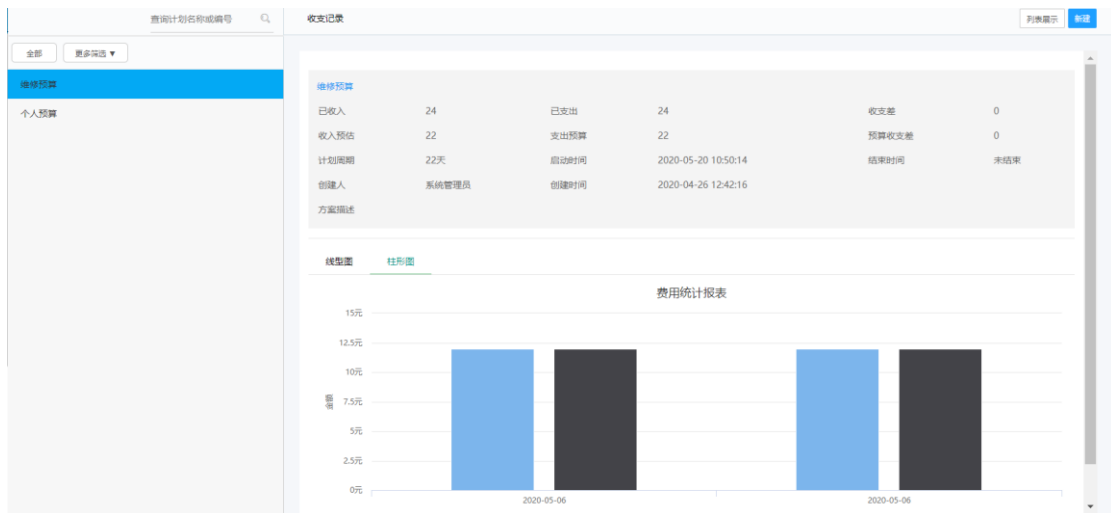 查询计划名称或编号
收支记录
列表展示 新建
全部 更多筛选 ▼
维修预算
个人预算
维修预算
已收入 24 已支出 24 收支差 0
收入预估 22 支出预算 22 预算收支差 0
计划周期 22天 启动时间 2020-05-20 10:50:14 结束时间 未结束
创建人 系统管理员 创建时间 2020-04-26 12:42:16
方案描述
线型图 柱形图
费用统计报表
15元
12.5元
10元
金额
7.5元
5元
2.5元
0元
2020-05-06 2020-05-06